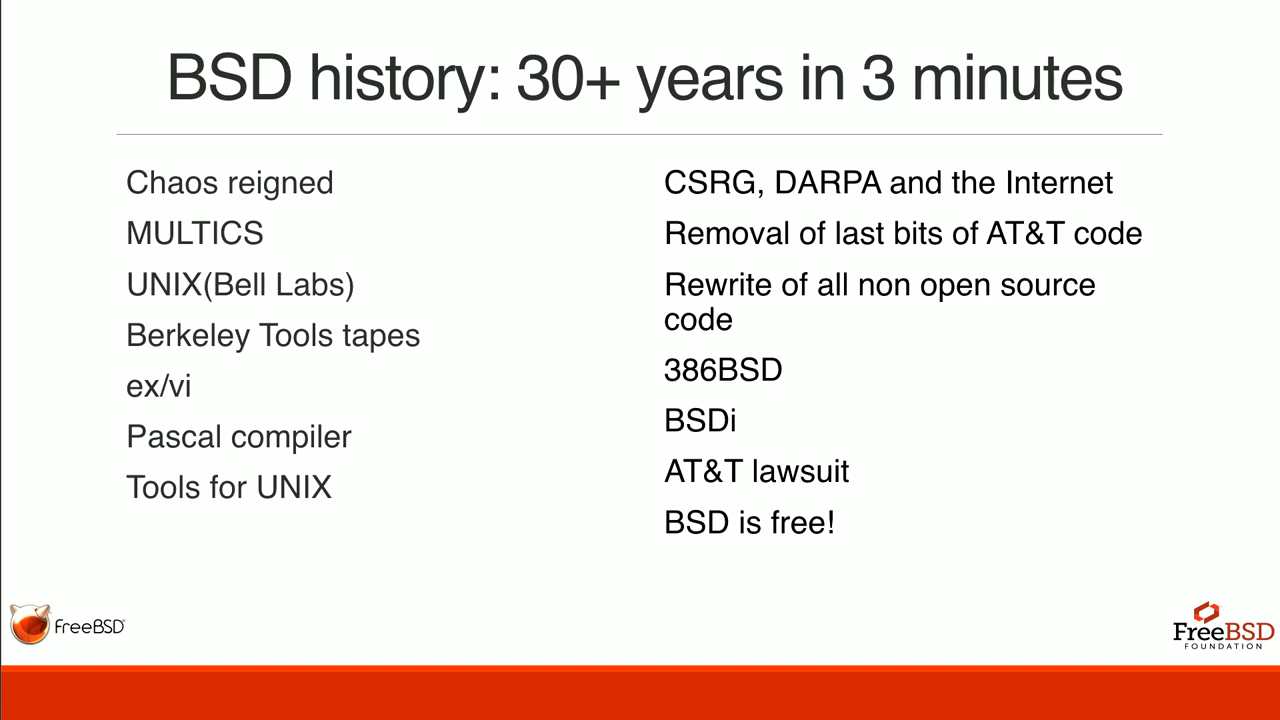 BSD history: 30+ years in 3 minutes
Chaos reigned
MULTICS
UNIX(Bell Labs)
Berkeley Tools tapes
ex/vi
Pascal compiler
Tools for UNIX
CSRG, DARPA and the Internet
Removal of last bits of AT&T code
Rewrite of all non open source
code
386BSD
BSDi
AT&T lawsuit
BSD is free!
FreeBSD
FreeBSD
FOUNDATION